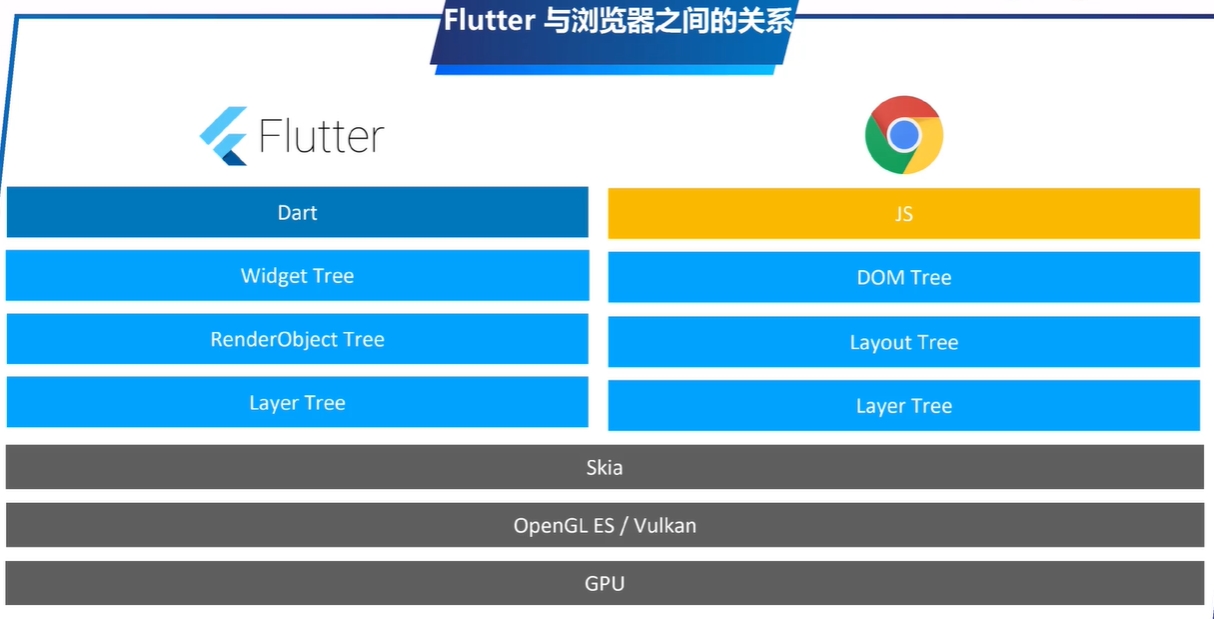 Flutter 与浏览器之间的关系
Flutter
Dart
JS
Widget Tree
DOM Tree
RenderObject Tree
Layout Tree
Layer Tree
Layer Tree
Skia
OpenGL ES / Vulkan
GPU